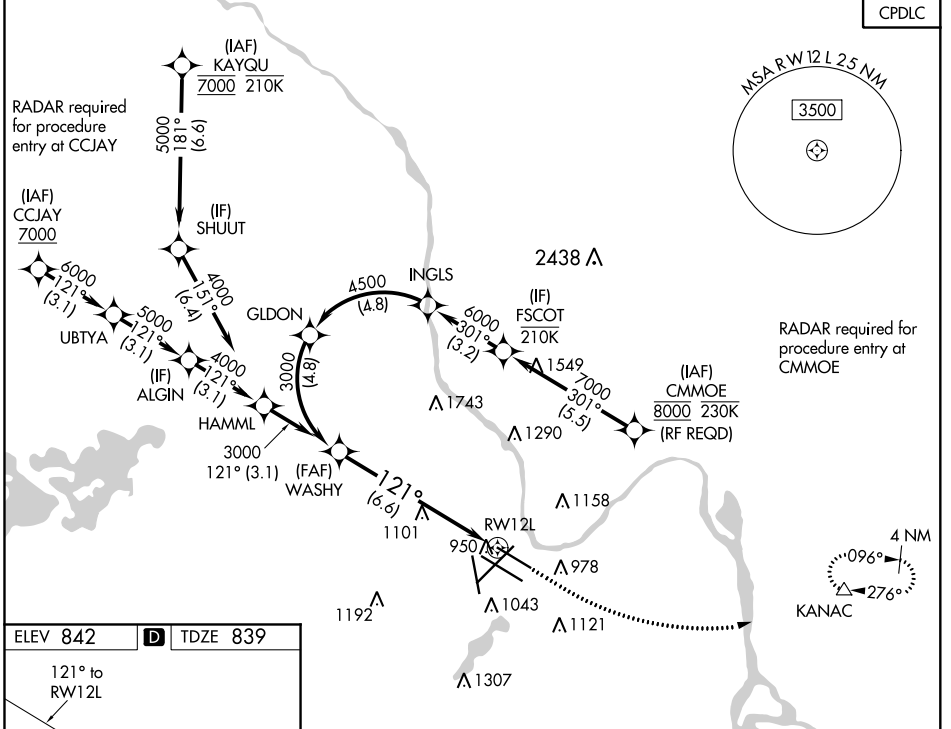 CPDLC
(IAF)
KAYQU
7000 210K
RADAR required
for procedure
entry at CCJAY
5000
181°
(6.6)
MSA RW12L 25 NM
3500
(IAF)
CCJAY
7000
(IF)
SHUUT
6000
121°
(3.1)
UBTYA
5000
121°
(3.1)
(IF)
ALGIN
4000
151°
(6.4)
4000
121°
(3.1)
HAMML
3000
121° (3.1)
GLDON
4500
(4.8)
3000
(4.8)
INGLS
6000
301°
(3.2)
(IF)
FSCOT
210K
2438
1549
7000
301°
(5.5)
(IAF)
CMMOE
8000 230K
(RF REQD)
RADAR required for
procedure entry at
CMMOE
1743
1290
(FAF)
WASHY
121°
(6.6)
1101
1158
RW12L
950
978
1043
1121
1192
1307
4 NM
096°
276°
KANAC
ELEV 842
D
TDZE 839
121° to
RW12L